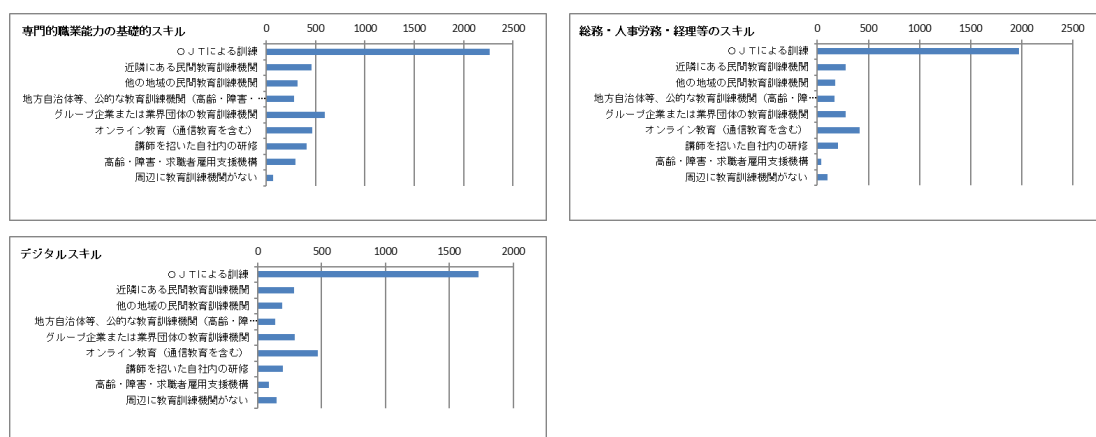 専門的職業能力の基礎的スキル
0 500 1000 1500 2000 2500
OJTによる訓練
近隣にある民間教育訓練機関
他の地域の民間教育訓練機関
地方自治体等、公的な教育訓練機関（高齢・障害・…
グループ企業または業界団体の教育訓練機関
オンライン教育（通信教育を含む）
講師を招いた自社内の研修
高齢・障害・求職者雇用支援機構
周辺に教育訓練機関がない
総務・人事労務・経理等のスキル
0 500 1000 1500 2000 2500
OJTによる訓練
近隣にある民間教育訓練機関
他の地域の民間教育訓練機関
地方自治体等、公的な教育訓練機関（高齢・障…
グループ企業または業界団体の教育訓練機関
オンライン教育（通信教育を含む）
講師を招いた自社内の研修
高齢・障害・求職者雇用支援機構
周辺に教育訓練機関がない
デジタルスキル
0 500 1000 1500 2000
OJTによる訓練
近隣にある民間教育訓練機関
他の地域の民間教育訓練機関
地方自治体等、公的な教育訓練機関（高齢・障…
グループ企業または業界団体の教育訓練機関
オンライン教育（通信教育を含む）
講師を招いた自社内の研修
高齢・障害・求職者雇用支援機構
周辺に教育訓練機関がない